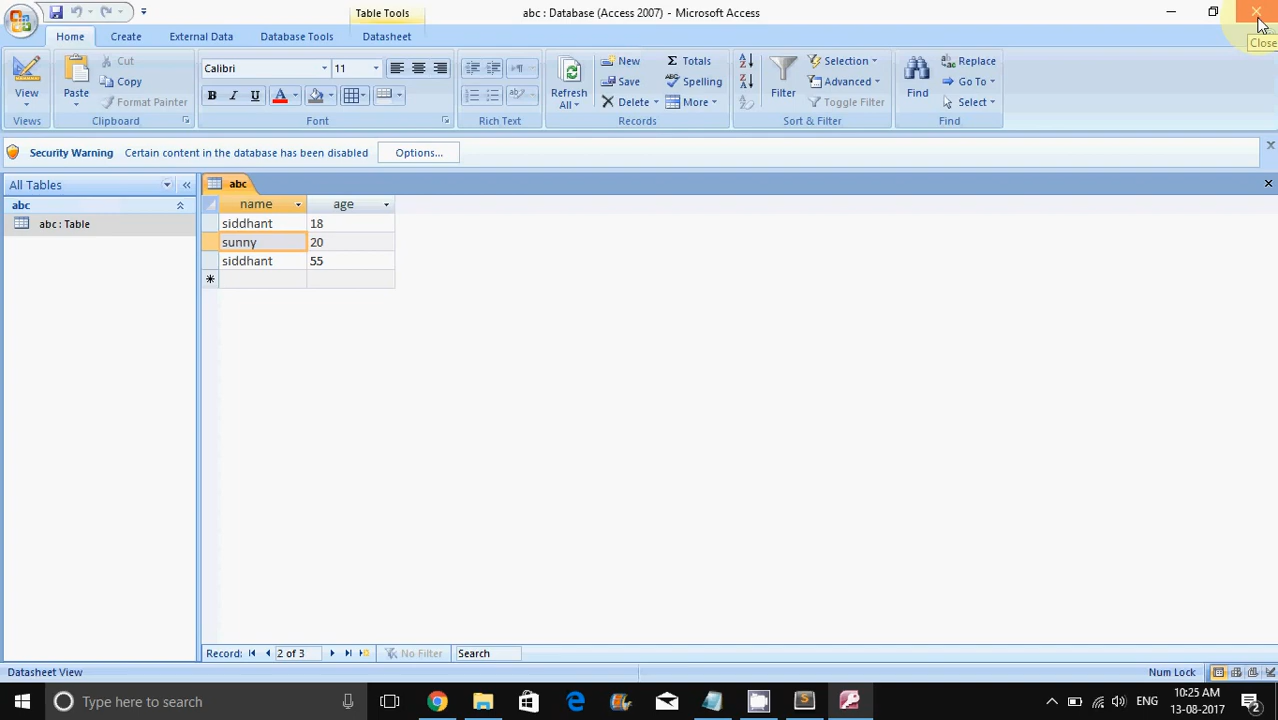 Table Tools
abc : Database (Access 2007) - Microsoft Access
Home Create External Data Database Tools Datasheet
Close
View
Views
Paste
Cut
Copy
Format Painter
Clipboard
Calibri 11
B I U A
Font
Rich Text
Refresh
All
New
Save
Delete
Totals
Spelling
More
Records
Filter
Selection
Advanced
Toggle Filter
Sort & Filter
Find
Replace
Go To
Select
Find
Security Warning Certain content in the database has been disabled Options...
All Tables
abc
abc : Table
abc
name age
siddhant 18
sunny 20
siddhant 55
Record: 2 of 3 No Filter Search
Datasheet View Num Lock
Type here to search
ENG
10:25 AM
13-08-2017
2